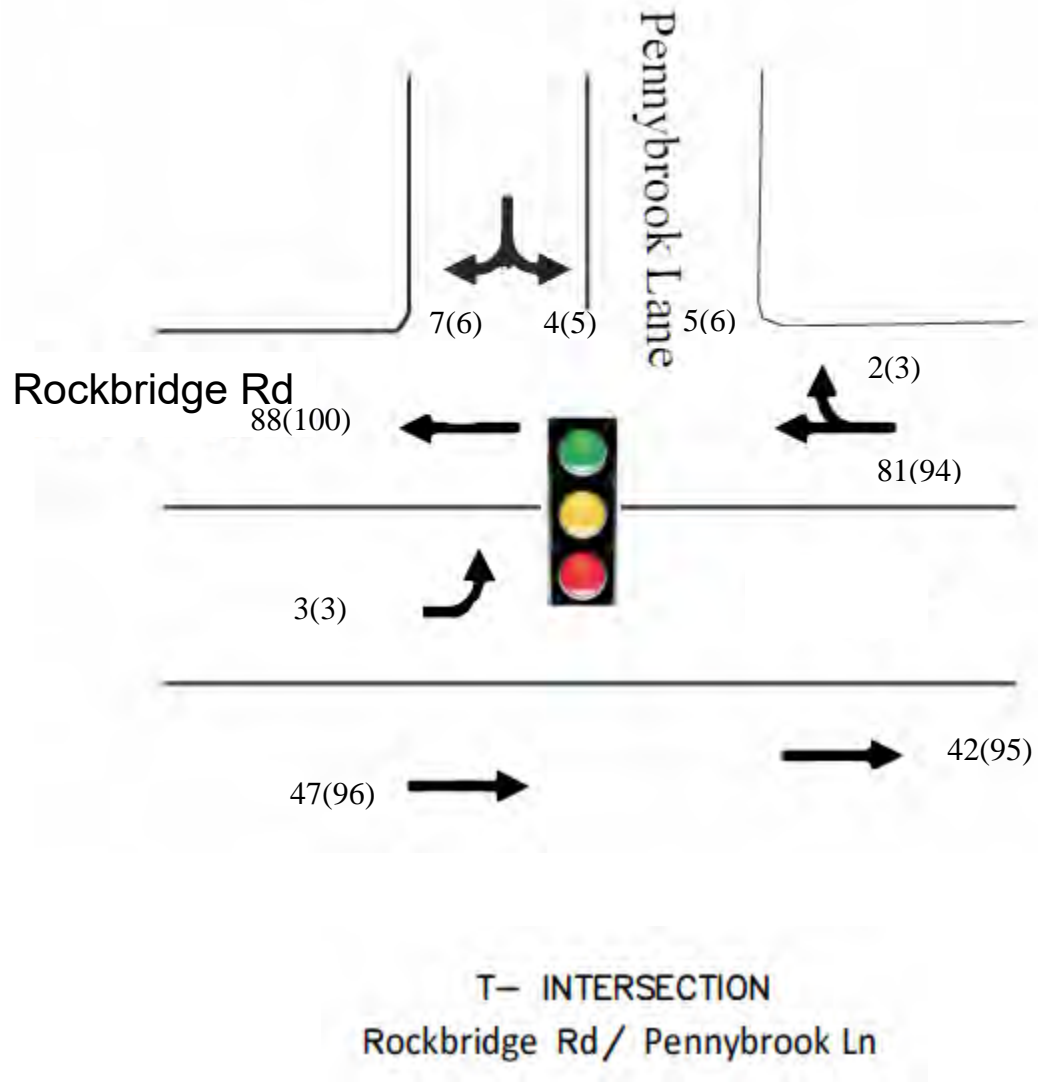 Pennybrook Lane
7(6)
4(5)
5(6)
2(3)
Rockbridge Rd
88(100)
81(94)
3(3)
42(95)
47(96)
T- INTERSECTION
Rockbridge Rd/ Pennybrook Ln